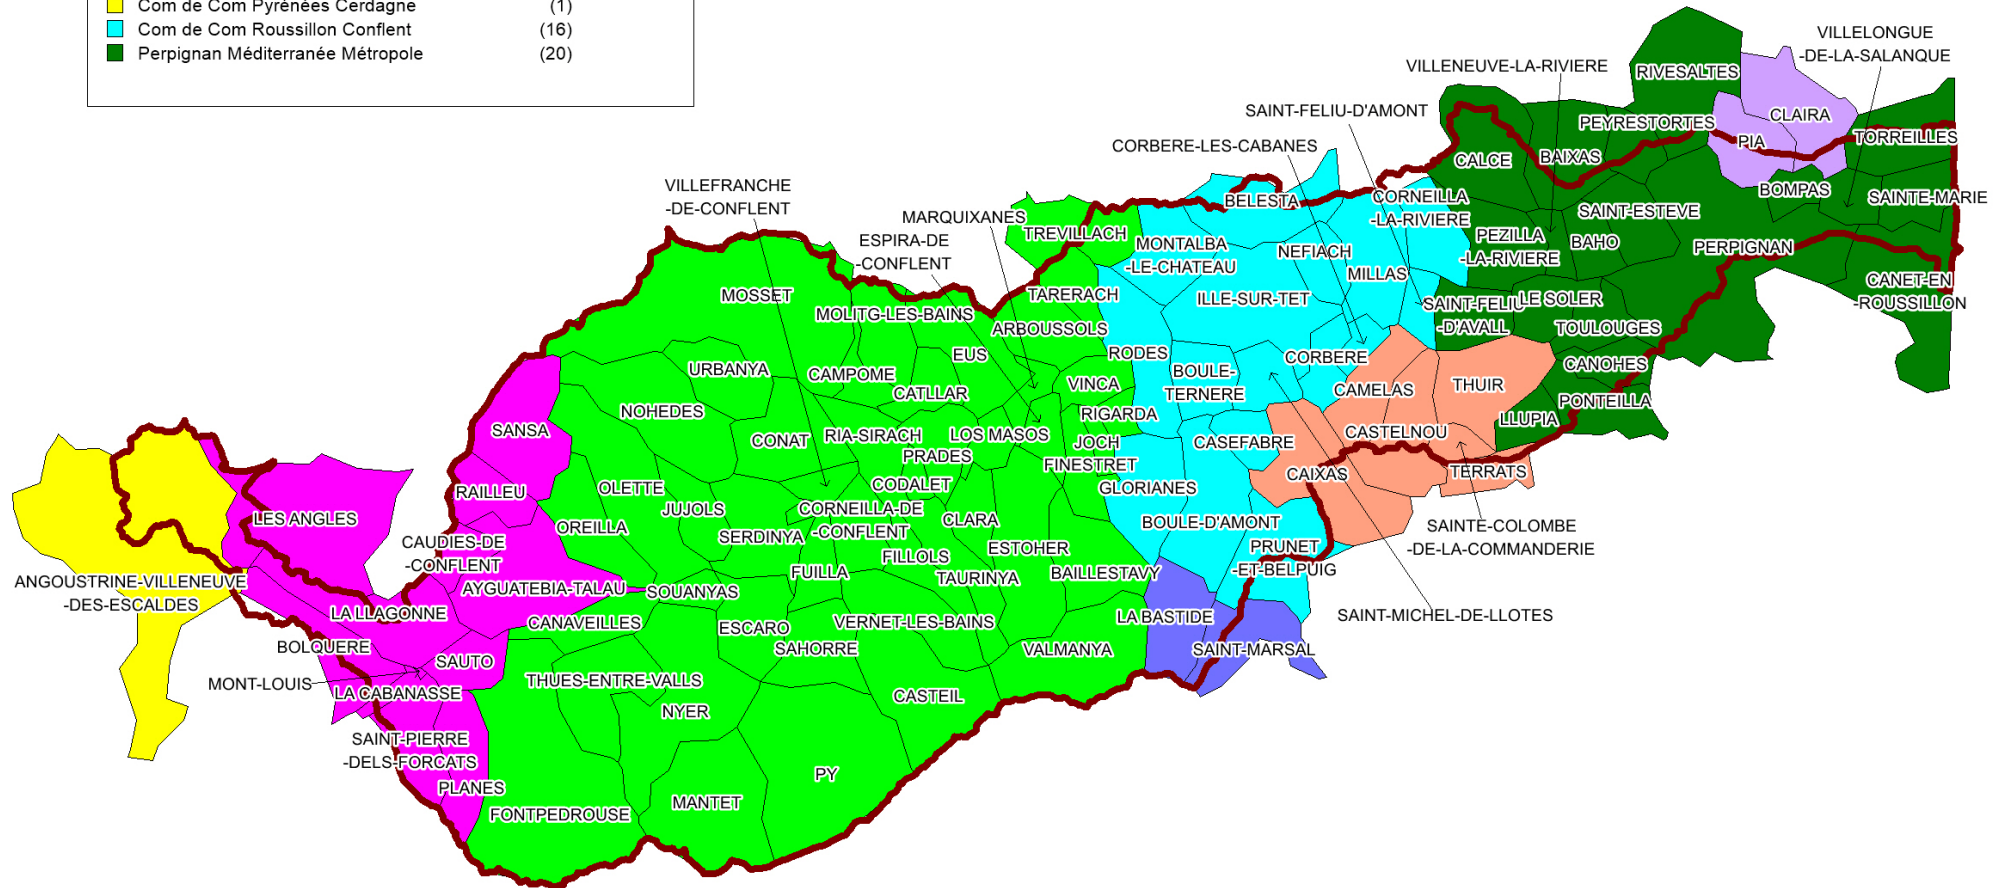 Com de Com Pyrénées Cerdagne (1)
Com de Com Roussillon Conflent (16)
Perpignan Méditerranée Métropole (20)
VILLELONGUE
-DE-LA-SALANQUE
VILLENEUVE-LA-RIVIERE
RIVESALTES
SAINT-FELIU-D'AMONT
CLAIRA
PEYRESTORTES
PIA
TORREILLES
CORBERE-LES-CABANES
CALCE
BAIXAS
BOMPAS
SAINTE-MARIE
VILLEFRANCHE
-DE-CONFLENT
BELESTA
CORNEILLA
-LA-RIVIERE
SAINT-ESTEVE
MARQUIXANES
TREVILLACH
ESPIRA-DE
-CONFLENT
MONTALBA
-LE-CHATEAU
NEFIACH
PEZILLA
-LA-RIVIERE
BAHO
PERPIGNAN
MILLAS
CANET-EN
-ROUSSILLON
MOSSET
TARERACH
ILLE-SUR-TET
SAINT-FELIU
-D'AVALL
LE SOLER
MOLITG-LES-BAINS
ARBOUSSOLS
TOULOUGES
EUS
RODES
CORBERE
CANOHES
URBANYA
CAMPOME
BOULE-
TERNERE
VINCA
CAMELAS
THUIR
CATLLAR
PONTEILLA
NOHEDES
RIGARDA
LLUPIA
SANSA
CONAT
RIA-SIRACH
LOS MASOS
JOCH
CASEFABRE
CASTELNOU
PRADES
FINESTRET
CAIXAS
TERRATS
RAILLEU
OLETTE
CODALET
GLORIANES
LES ANGLES
JUJOLS
CORNEILLA-DE
-CONFLENT
OREILLA
CLARA
BOULE-D'AMONT
SAINTE-COLOMBE
-DE-LA-COMMANDERIE
CAUDIES-DE
-CONFLENT
SERDINYA
ESTOHER
PRUNET
-ET-BELPUIG
FILLOLS
FUILLA
TAURINYA
BAILLESTAVY
ANGOUSTRINE-VILLENEUVE
-DES-ESCALDES
AYGUATEBIA-TALAU
SOUANYAS
LA LLAGONNE
CANAVEILLES
ESCARO
VERNET-LES-BAINS
LA BASTIDE
SAINT-MICHEL-DE-LLOTES
BOLQUERE
SAUTO
SAHORRE
VALMANYA
SAINT-MARSAL
MONT-LOUIS
LA CABANASSE
THUES-ENTRE-VALLS
CASTEIL
NYER
SAINT-PIERRE
-DELS-FORCATS
PLANES
PY
MANTET
FONTPEDROUSE